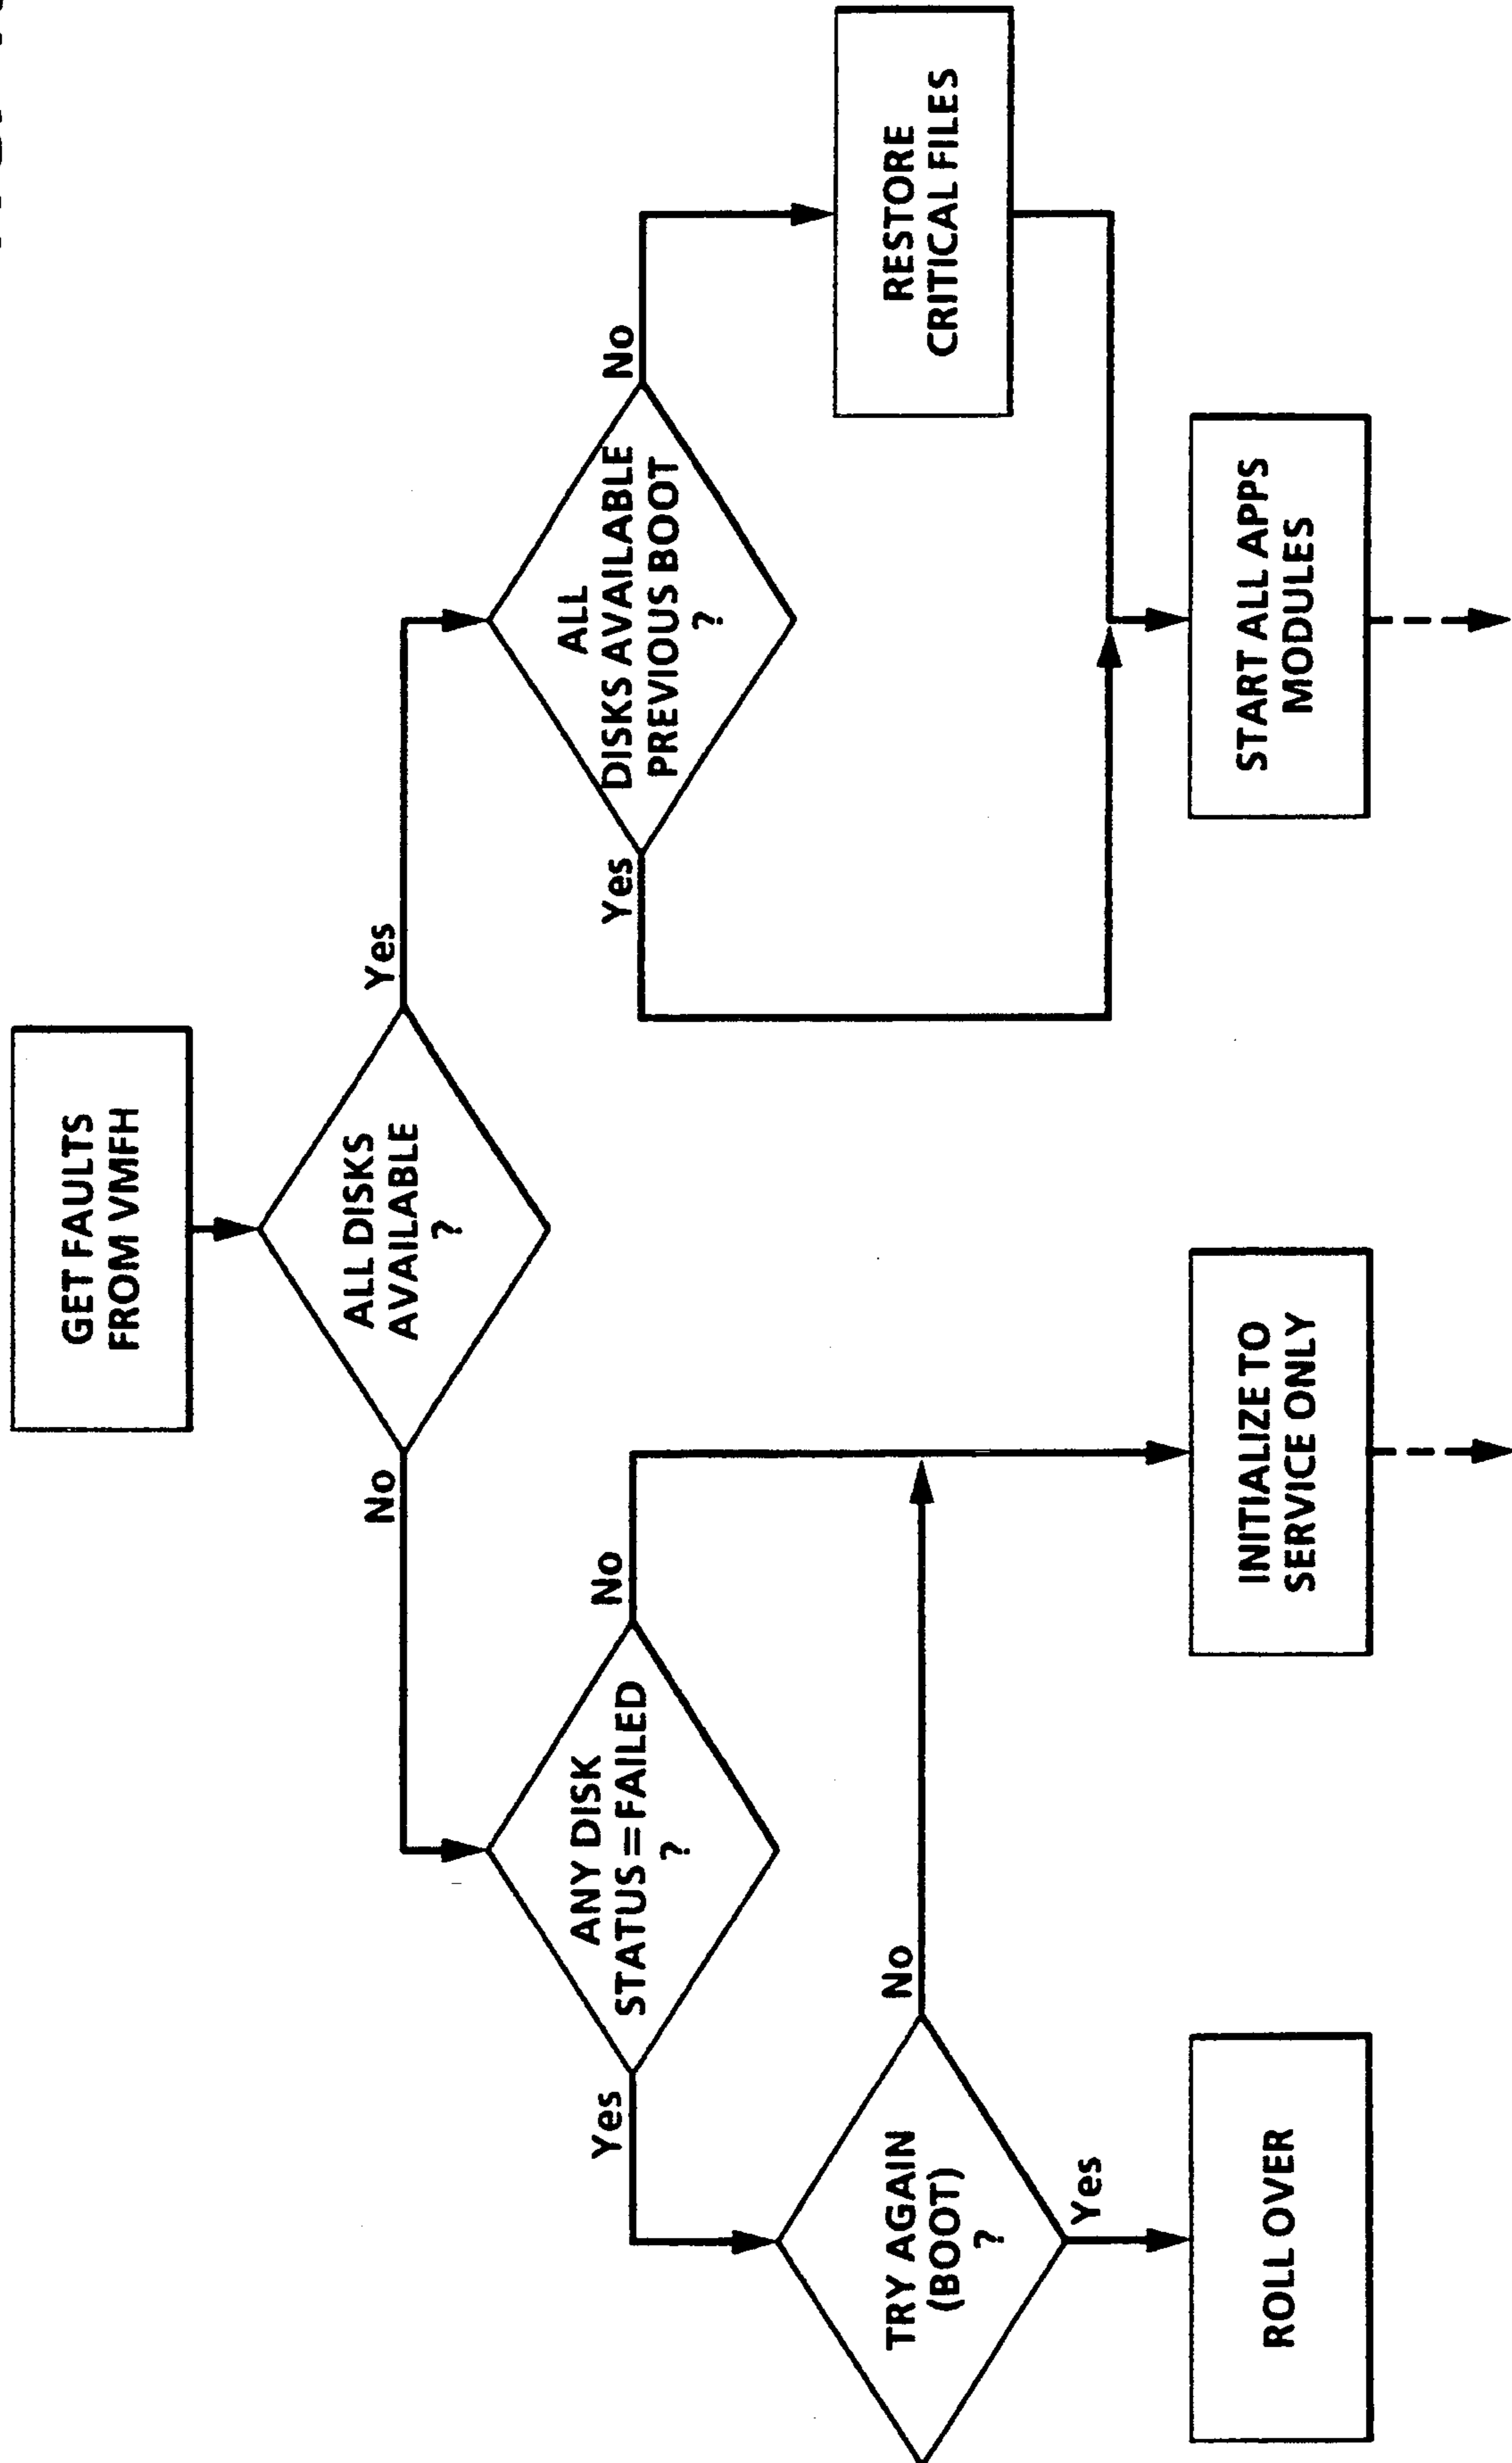 GET FAULTS
FROM VMFH
ALL DISKS
AVAILABLE
?
No
Yes
ANY DISK
STATUS=FAILED
?
Yes
No
ALL
DISKS AVAILABLE
PREVIOUS BOOT
?
Yes
No
TRY AGAIN
(BOOT)
?
No
Yes
RESTORE
CRITICAL FILES
ROLL OVER
INITIALIZE TO
SERVICE ONLY
START ALL APPS
MODULES